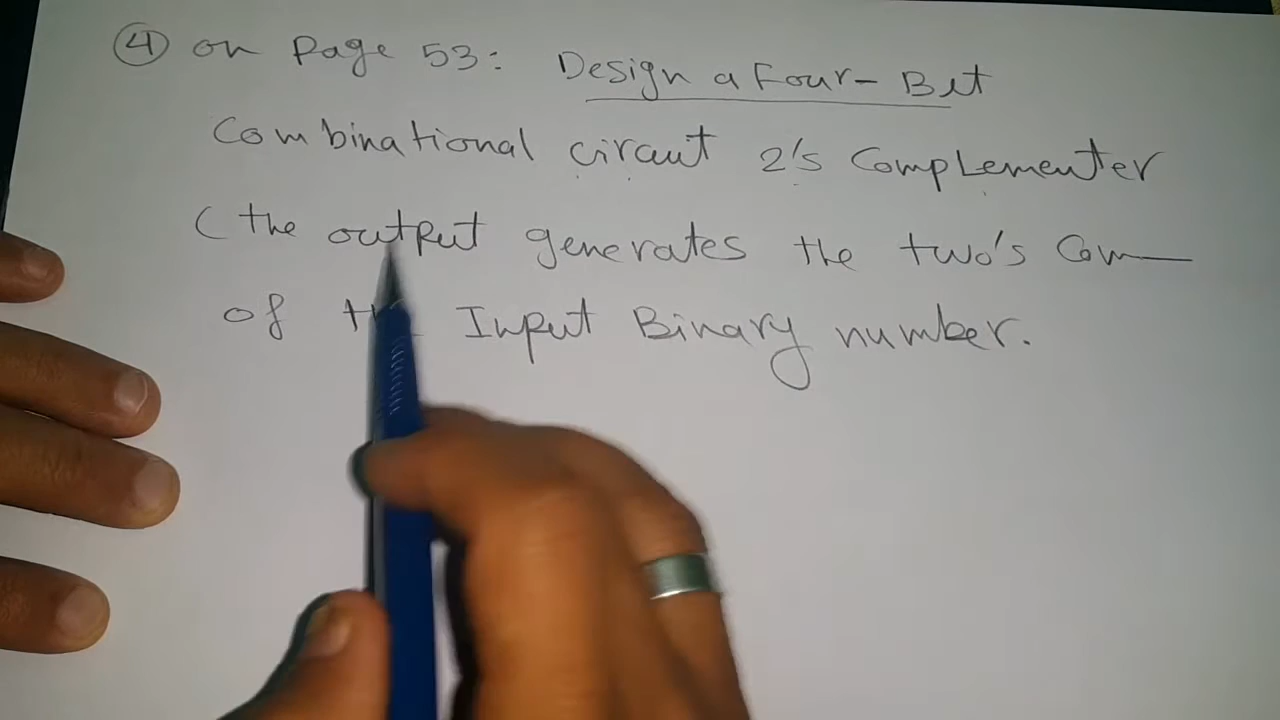 ④ on Page 53: Design a Four-Bit
Combinational circuit 2's Complementer
(the output generates the two's Com
of Input Binary number.